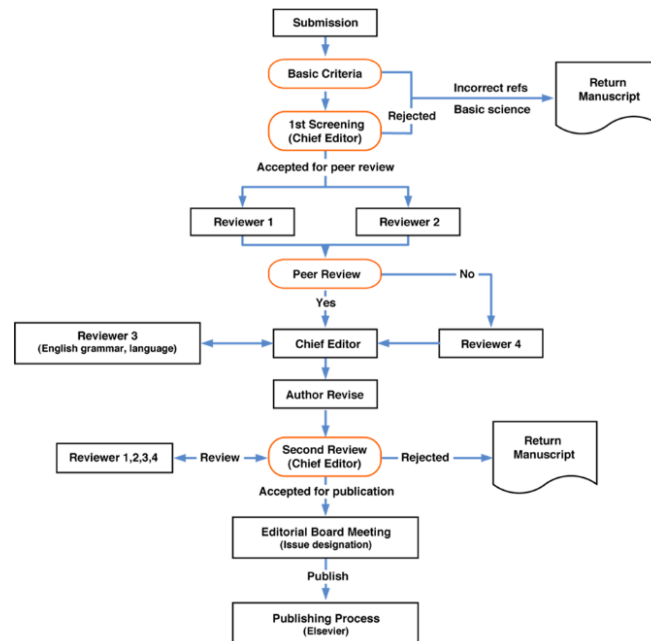 Submission
Basic Criteria
Incorrect refs
Return
Manuscript
Rejected
Basic science
1st Screening
(Chief Editor)
Accepted for peer review
Reviewer 1
Reviewer 2
Peer Review
No
Yes
Reviewer 3
(English grammar, language)
Chief Editor
Reviewer 4
Author Revise
Reviewer 1,2,3,4
Review
Second Review
(Chief Editor)
Rejected
Return
Manuscript
Accepted for publication
Editorial Board Meeting
(Issue designation)
Publish
Publishing Process
(Elsevier)